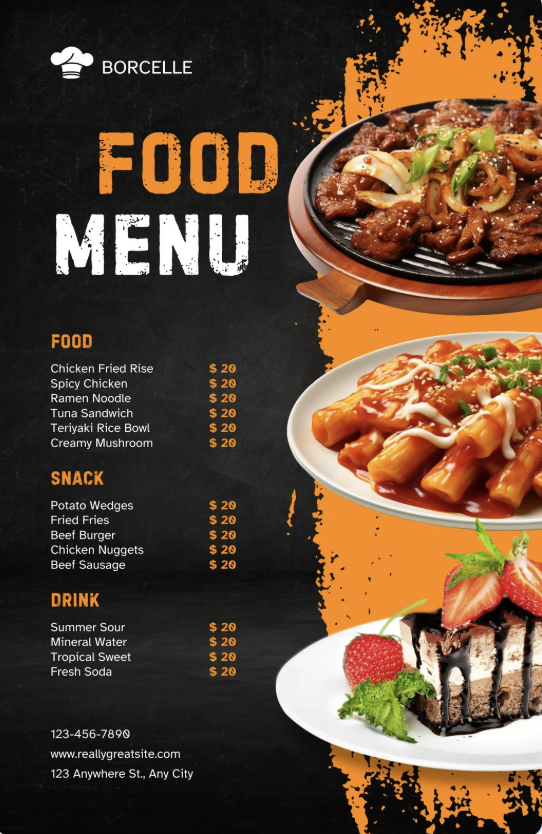 BORCELLE
FOOD
MENU
FOOD
Chicken Fried Rise $ 20
Spicy Chicken $ 20
Ramen Noodle $ 20
Tuna Sandwich $ 20
Teriyaki Rice Bowl $ 20
Creamy Mushroom $ 20
SNACK
Potato Wedges $ 20
Fried Fries $ 20
Beef Burger $ 20
Chicken Nuggets $ 20
Beef Sausage $ 20
DRINK
Summer Sour $ 20
Mineral Water $ 20
Tropical Sweet $ 20
Fresh Soda $ 20
123-456-7890
www.reallygreatsite.com
123 Anywhere St., Any City